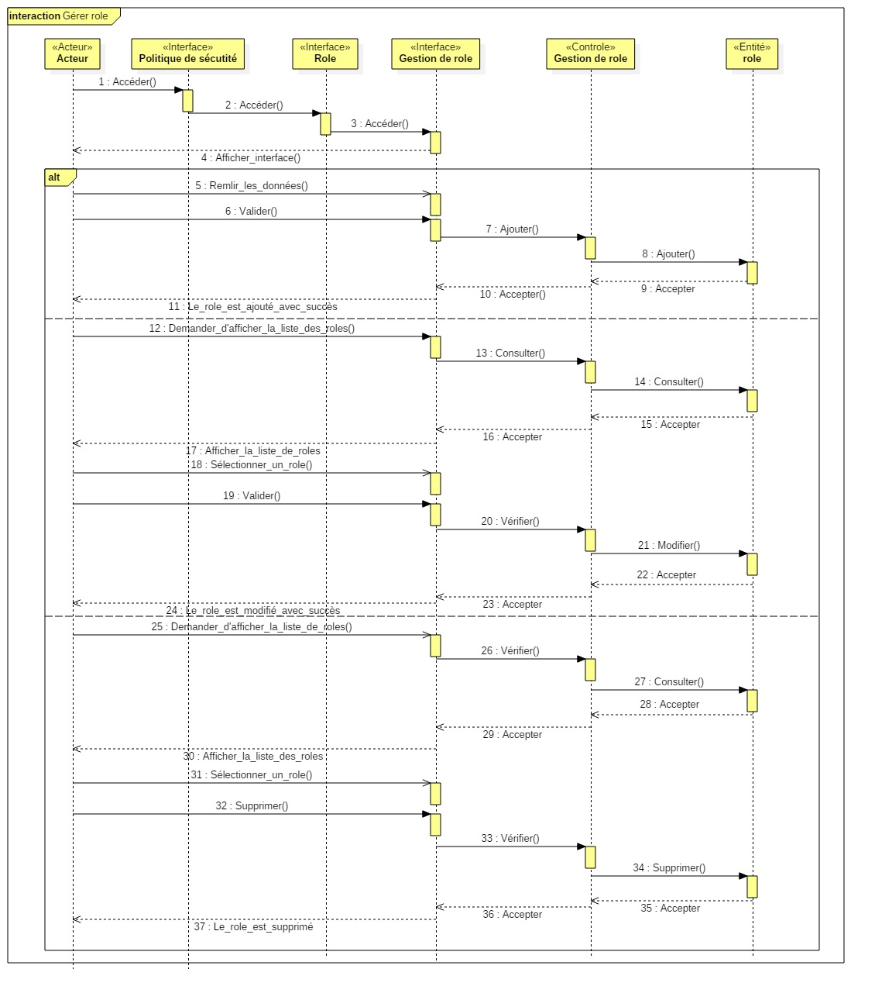 interaction Gérer role
«Acteur»
Acteur
«Interface»
Politique de sécutité
«Interface»
Role
«Interface»
Gestion de role
«Controle»
Gestion de role
«Entité»
role
1 : Accéder()
2 : Accéder()
3 : Accéder()
4 : Afficher_interface()
alt
5 : Remlir_les_données()
6 : Valider()
7 : Ajouter()
8 : Ajouter()
9 : Accepter
10 : Accepter()
11 : Le_role_est_ajouté_avec_succès
12 : Demander_d'afficher_la_liste_des_roles()
13 : Consulter()
14 : Consulter()
15 : Accepter
16 : Accepter
17 : Afficher_la_liste_de_roles
18 : Sélectionner_un_role()
19 : Valider()
20 : Vérifier()
21 : Modifier()
22 : Accepter
23 : Accepter
24 : Le_role_est_modifié_avec_succès
25 : Demander_d'afficher_la_liste_de_roles()
26 : Vérifier()
27 : Consulter()
28 : Accepter
29 : Accepter
30 : Afficher_la_liste_des_roles
31 : Sélectionner_un_role()
32 : Supprimer()
33 : Vérifier()
34 : Supprimer()
35 : Accepter
36 : Accepter
37 : Le_role_est_supprimé